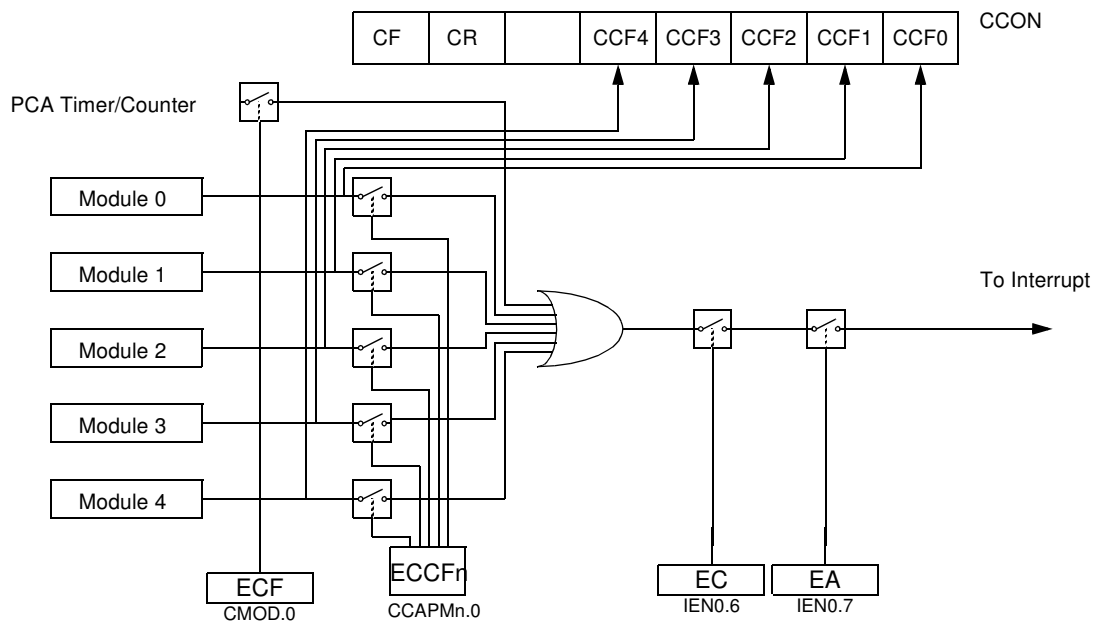 CCON
CF CR CCF4 CCF3 CCF2 CCF1 CCF0
PCA Timer/Counter
Module 0
Module 1
To Interrupt
Module 2
Module 3
Module 4
ECCFn
CCAPMn.0
ECF
CMOD.0
EC
IEN0.6
EA
IEN0.7